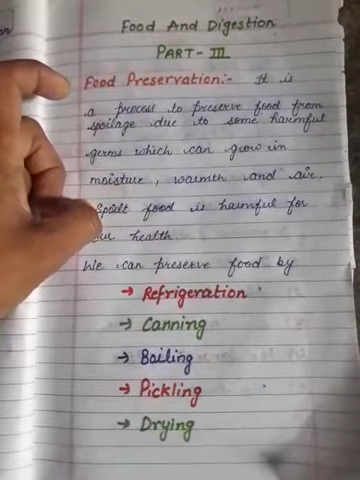 Food And Digestion
PART-III
Food Preservation:- It is
a process to preserve food from
spoilage due to some harmful
germs which can grow in
moisture, warmth and air.
Spoilt food is harmful for
our health.
We can preserve food by
→ Refrigeration
→ Canning
→ Boiling
→ Pickling
→ Drying